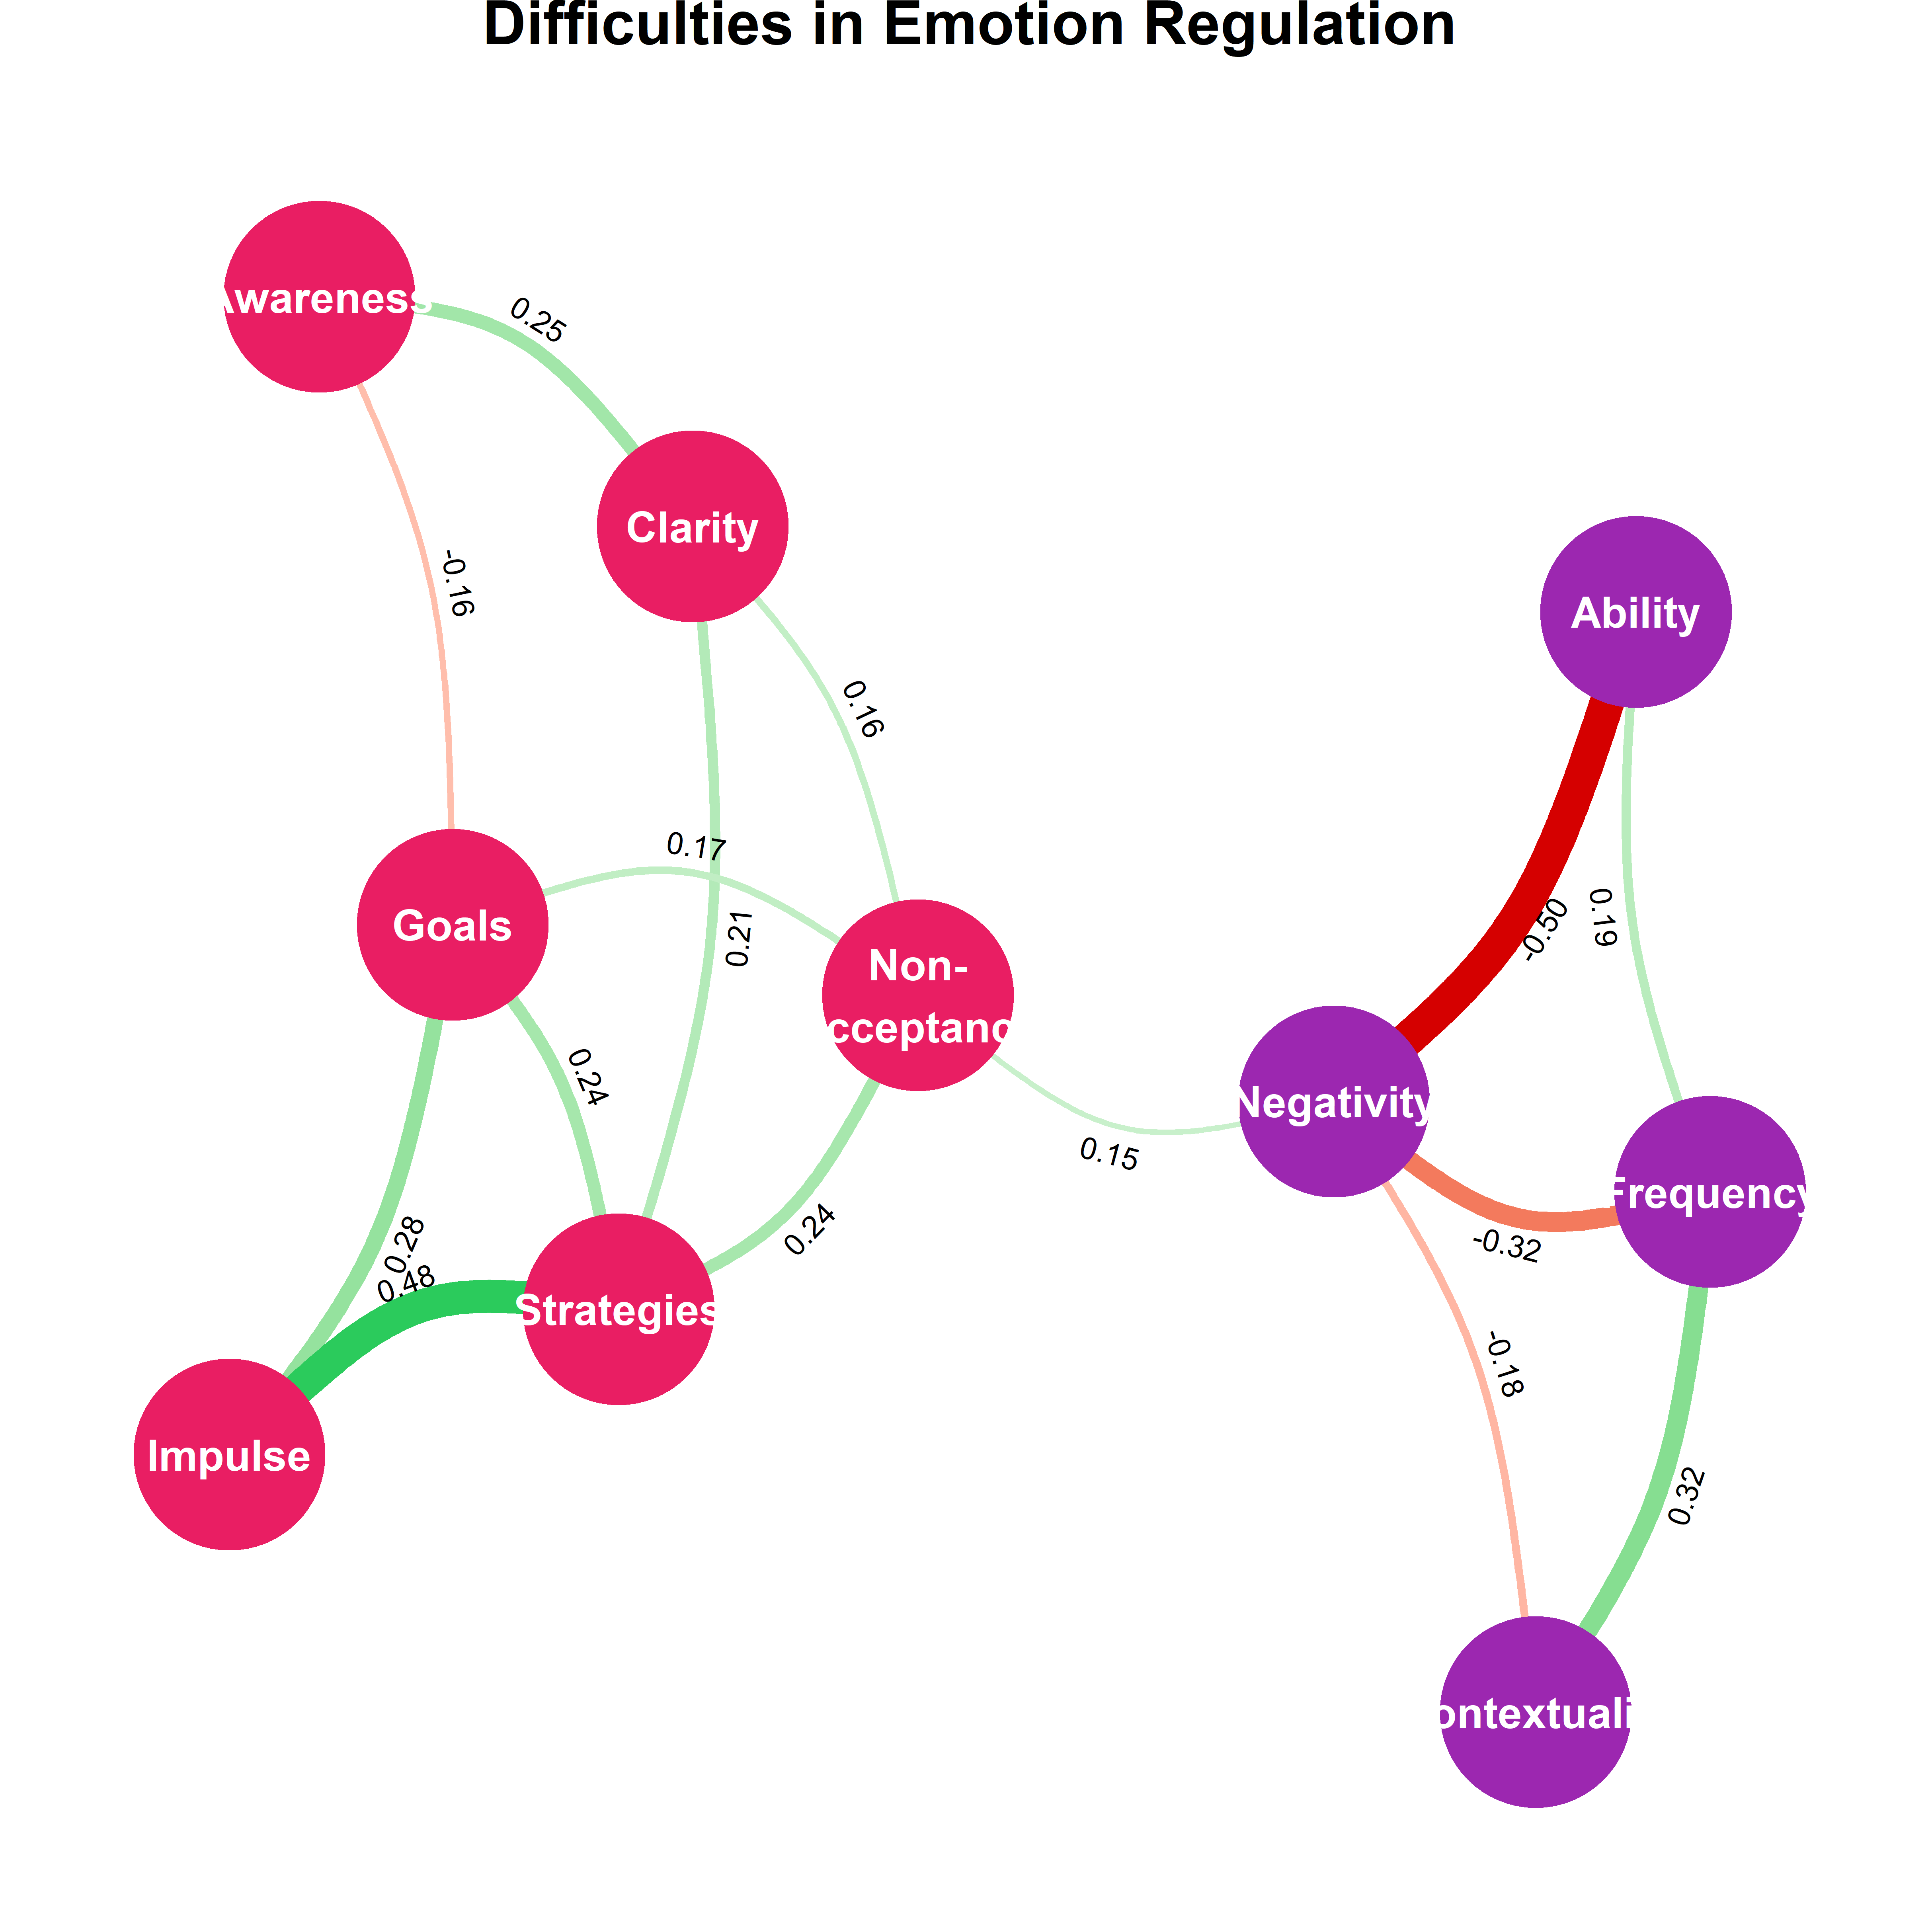 Difficulties in Emotion Regulation
Awareness
0.25
Clarity
-0.16
Ability
0.16
0.17
0.21
-0.50
0.19
Goals
Non-
cceptanc
0.24
Negativity
0.15
Frequency
0.28
0.24
-0.32
0.48
Strategies
-0.18
Impulse
0.32
ontextuali